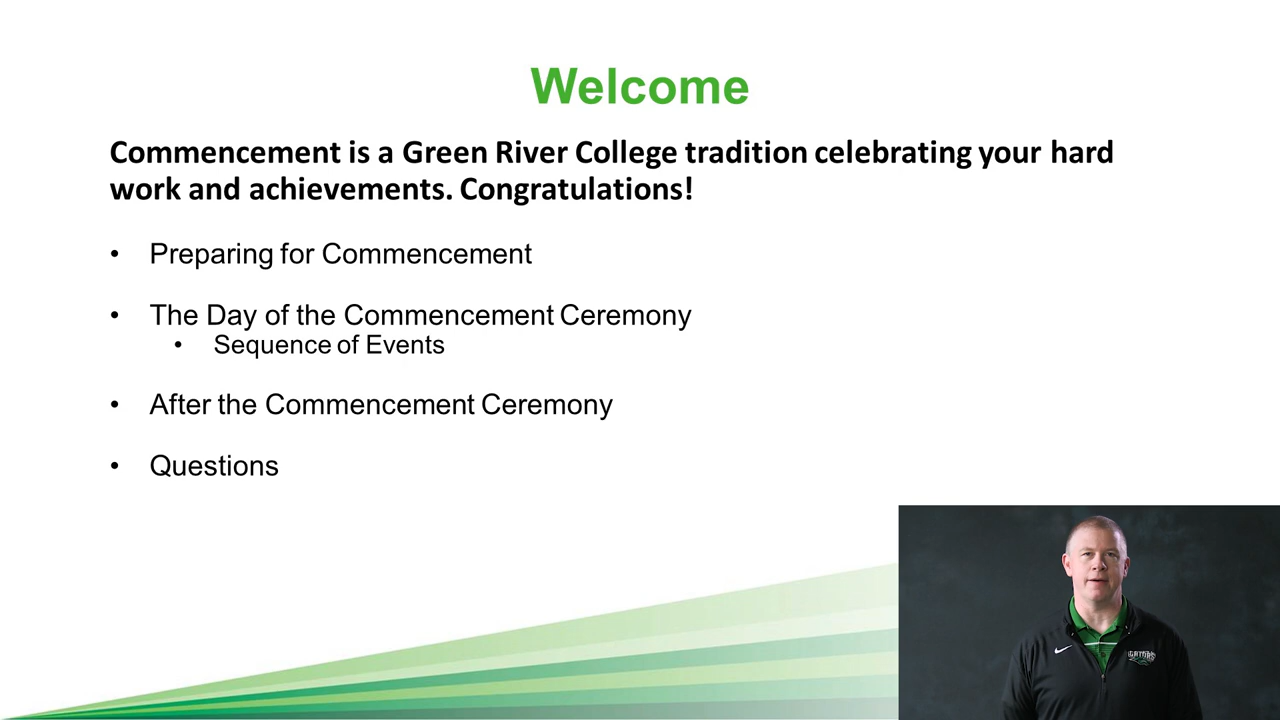 Welcome
Commencement is a Green River College tradition celebrating your hard
work and achievements. Congratulations!
• Preparing for Commencement
• The Day of the Commencement Ceremony
• Sequence of Events
• After the Commencement Ceremony
• Questions
GATORS